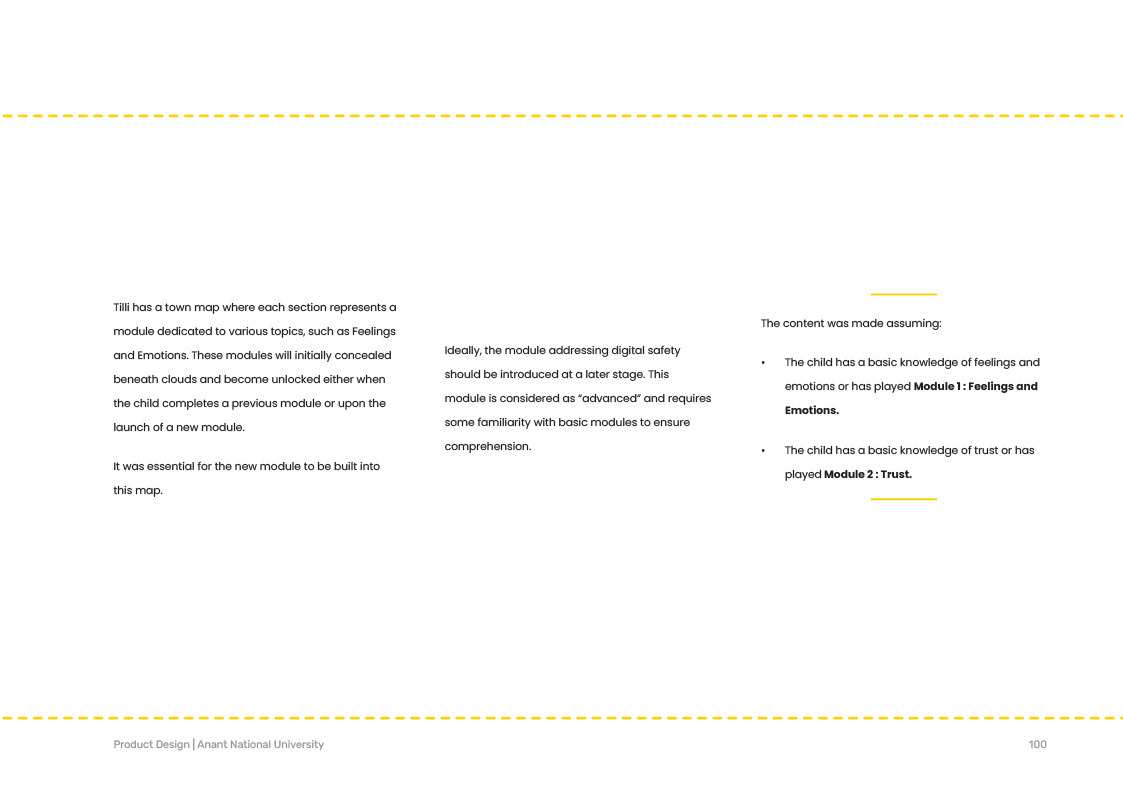 Tilli has a town map where each section represents a
module dedicated to various topics, such as Feelings
and Emotions. These modules will initially concealed
beneath clouds and become unlocked either when
the child completes a previous module or upon the
launch of a new module.
It was essential for the new module to be built into
this map.
Ideally, the module addressing digital safety
should be introduced at a later stage. This
module is considered as “advanced” and requires
some familiarity with basic modules to ensure
comprehension.
The content was made assuming:
• The child has a basic knowledge of feelings and
emotions or has played Module 1 : Feelings and
Emotions.
• The child has a basic knowledge of trust or has
played Module 2 : Trust.
Product Design | Anant National University
100